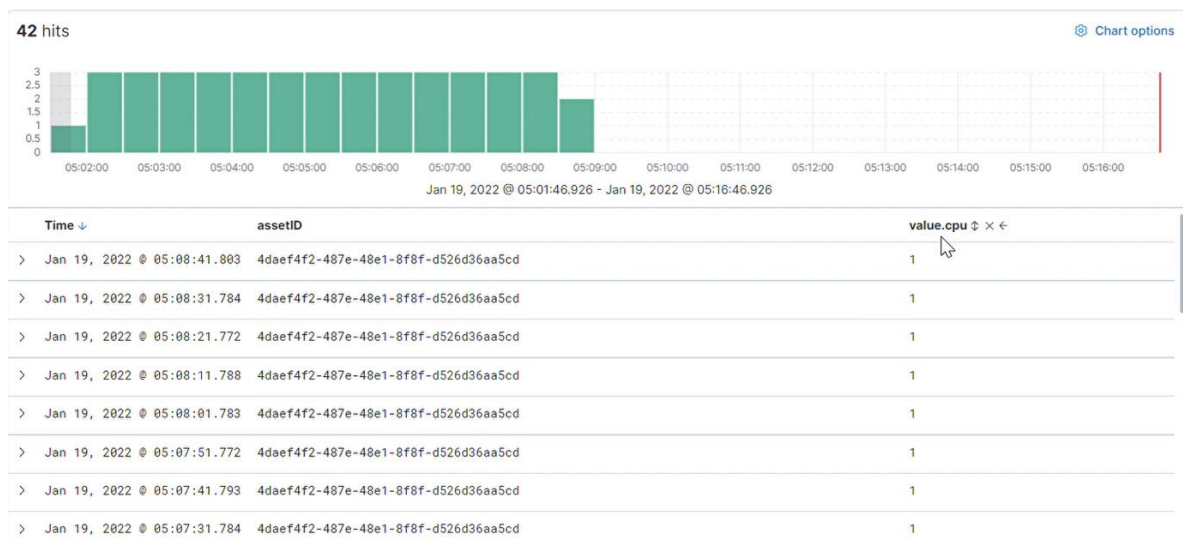 42 hits
Chart options
3
2.5
2
1.5
1
0.5
0
05:02:00 05:03:00 05:04:00 05:05:00 05:06:00 05:07:00 05:08:00 05:09:00 05:10:00 05:11:00 05:12:00 05:13:00 05:14:00 05:15:00 05:16:00
Jan 19, 2022 @ 05:01:46.926 - Jan 19, 2022 @ 05:16:46.926
Time assetID value.cpu
Jan 19, 2022 @ 05:08:41.803 4daef4f2-487e-48e1-8f8f-d526d36aa5cd 1
Jan 19, 2022 @ 05:08:31.784 4daef4f2-487e-48e1-8f8f-d526d36aa5cd 1
Jan 19, 2022 @ 05:08:21.772 4daef4f2-487e-48e1-8f8f-d526d36aa5cd 1
Jan 19, 2022 @ 05:08:11.788 4daef4f2-487e-48e1-8f8f-d526d36aa5cd 1
Jan 19, 2022 @ 05:08:01.783 4daef4f2-487e-48e1-8f8f-d526d36aa5cd 1
Jan 19, 2022 @ 05:07:51.772 4daef4f2-487e-48e1-8f8f-d526d36aa5cd 1
Jan 19, 2022 @ 05:07:41.793 4daef4f2-487e-48e1-8f8f-d526d36aa5cd 1
Jan 19, 2022 @ 05:07:31.784 4daef4f2-487e-48e1-8f8f-d526d36aa5cd 1